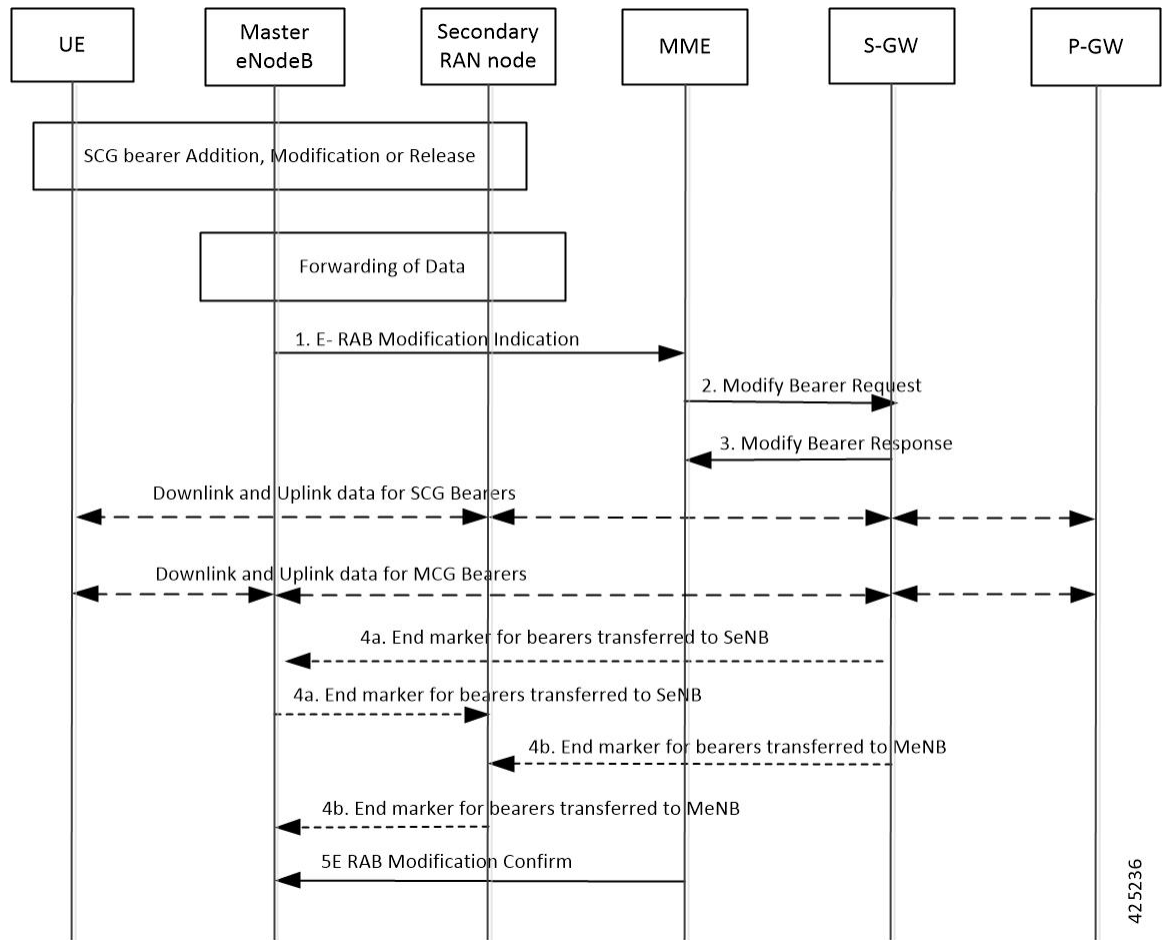 UE
Master
eNodeB
Secondary
RAN node
MME
S-GW
P-GW
SCG bearer Addition, Modification or Release
Forwarding of Data
1. E- RAB Modification Indication
2. Modify Bearer Request
3. Modify Bearer Response
Downlink and Uplink data for SCG Bearers
Downlink and Uplink data for MCG Bearers
4a. End marker for bearers transferred to SeNB
4a. End marker for bearers transferred to SeNB
4b. End marker for bearers transferred to MeNB
4b. End marker for bearers transferred to MeNB
5E RAB Modification Confirm
425236